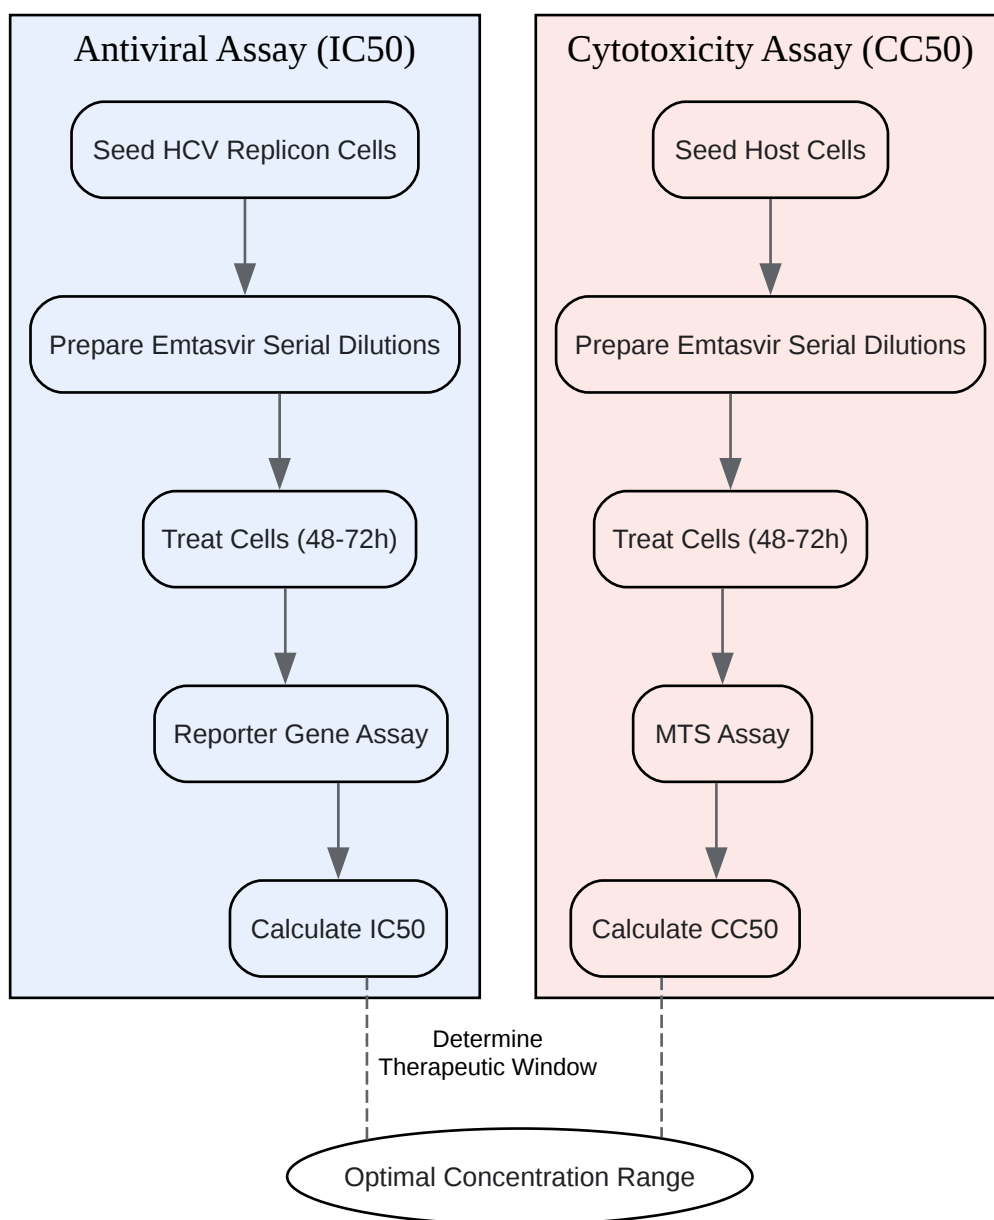 Antiviral Assay (IC50)
Seed HCV Replicon Cells
Prepare Emtasvir Serial Dilutions
Treat Cells (48-72h)
Reporter Gene Assay
Calculate IC50
Cytotoxicity Assay (CC50)
Seed Host Cells
Prepare Emtasvir Serial Dilutions
Treat Cells (48-72h)
MTS Assay
Calculate CC50
Determine
Therapeutic Window
Optimal Concentration Range